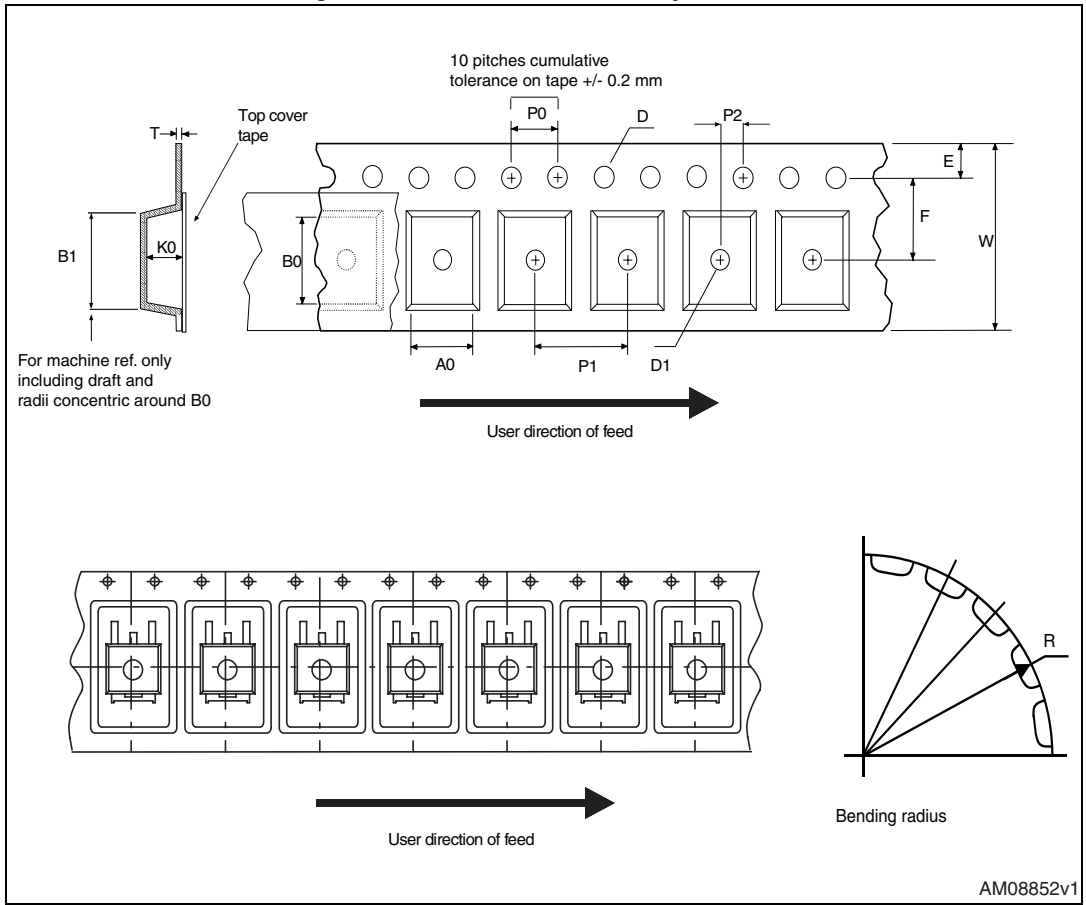 10 pitches cumulative
tolerance on tape +/- 0.2 mm
Top cover
tape
T
P0
D
P2
E
F
W
B1
K0
B0
For machine ref. only
including draft and
radii concentric around B0
A0
P1
D1
User direction of feed
R
User direction of feed
Bending radius
AM08852v1